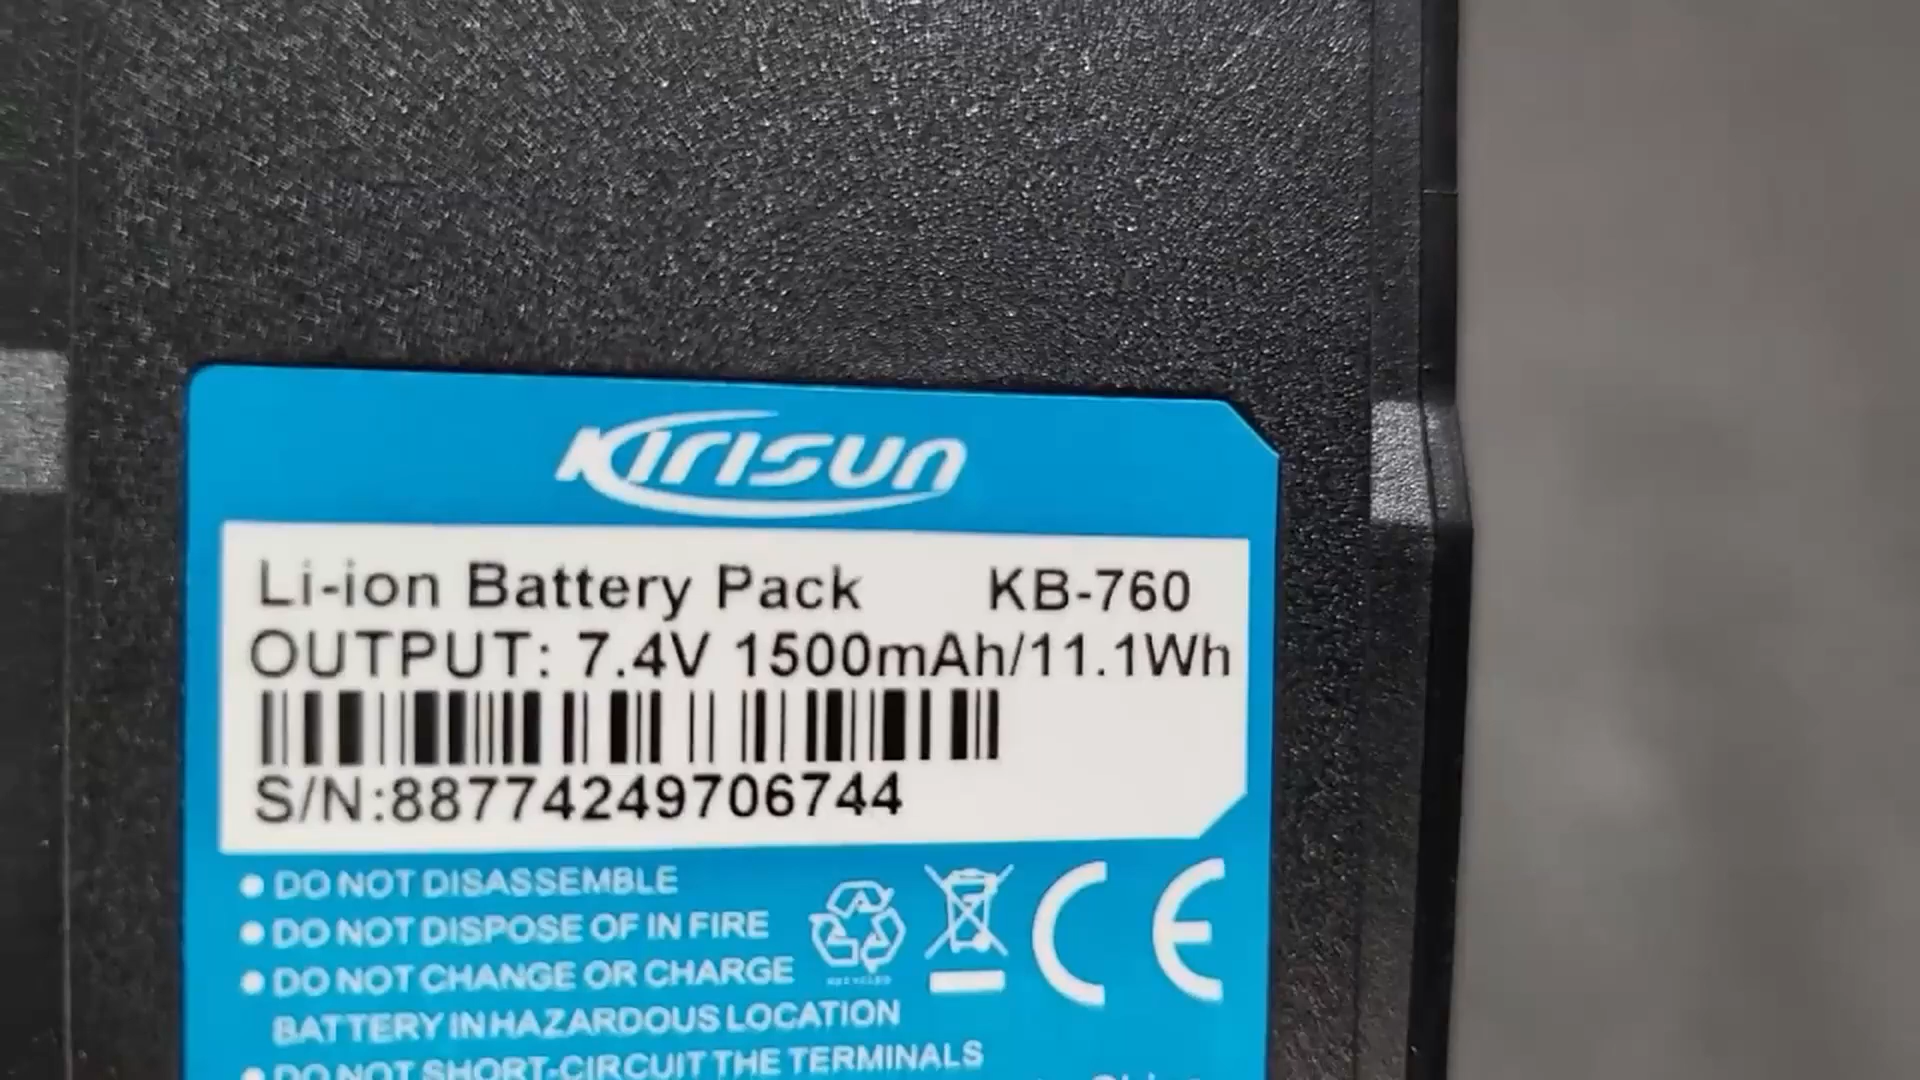 KIRISUN
Li-ion Battery Pack KB-760
OUTPUT: 7.4V 1500mAh/11.1Wh
S/N:88774249706744
● DO NOT DISASSEMBLE
● DO NOT DISPOSE OF IN FIRE
● DO NOT CHANGE OR CHARGE
BATTERY IN HAZARDOUS LOCATION
● DO NOT SHORT-CIRCUIT THE TERMINALS
RECYCLED
CE